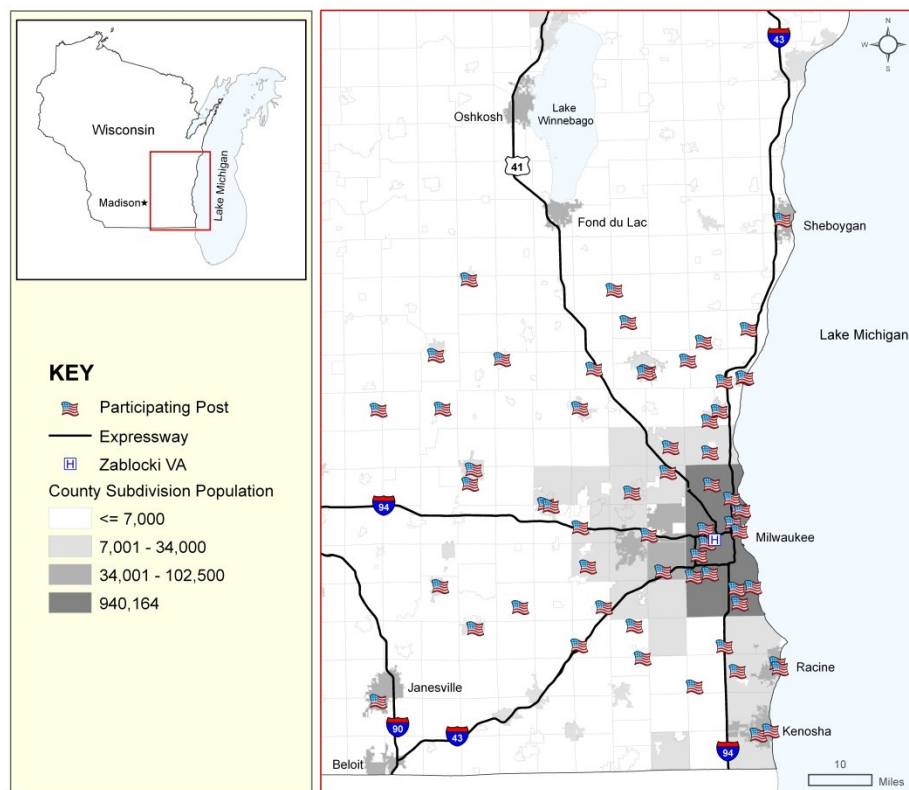 Wisconsin
Madison
Lake Michigan
KEY
Participating Post
Expressway
H
Zablocki VA
County Subdivision Population
<= 7,000
7,001 - 34,000
34,001 - 102,500
940,164
43
N
W
E
S
Oshkosh
Lake
Winnebago
41
Fond du Lac
Sheboygan
Lake Michigan
94
Milwaukee
H
Racine
Janesville
Kenosha
90
43
94
Beloit
10
Miles